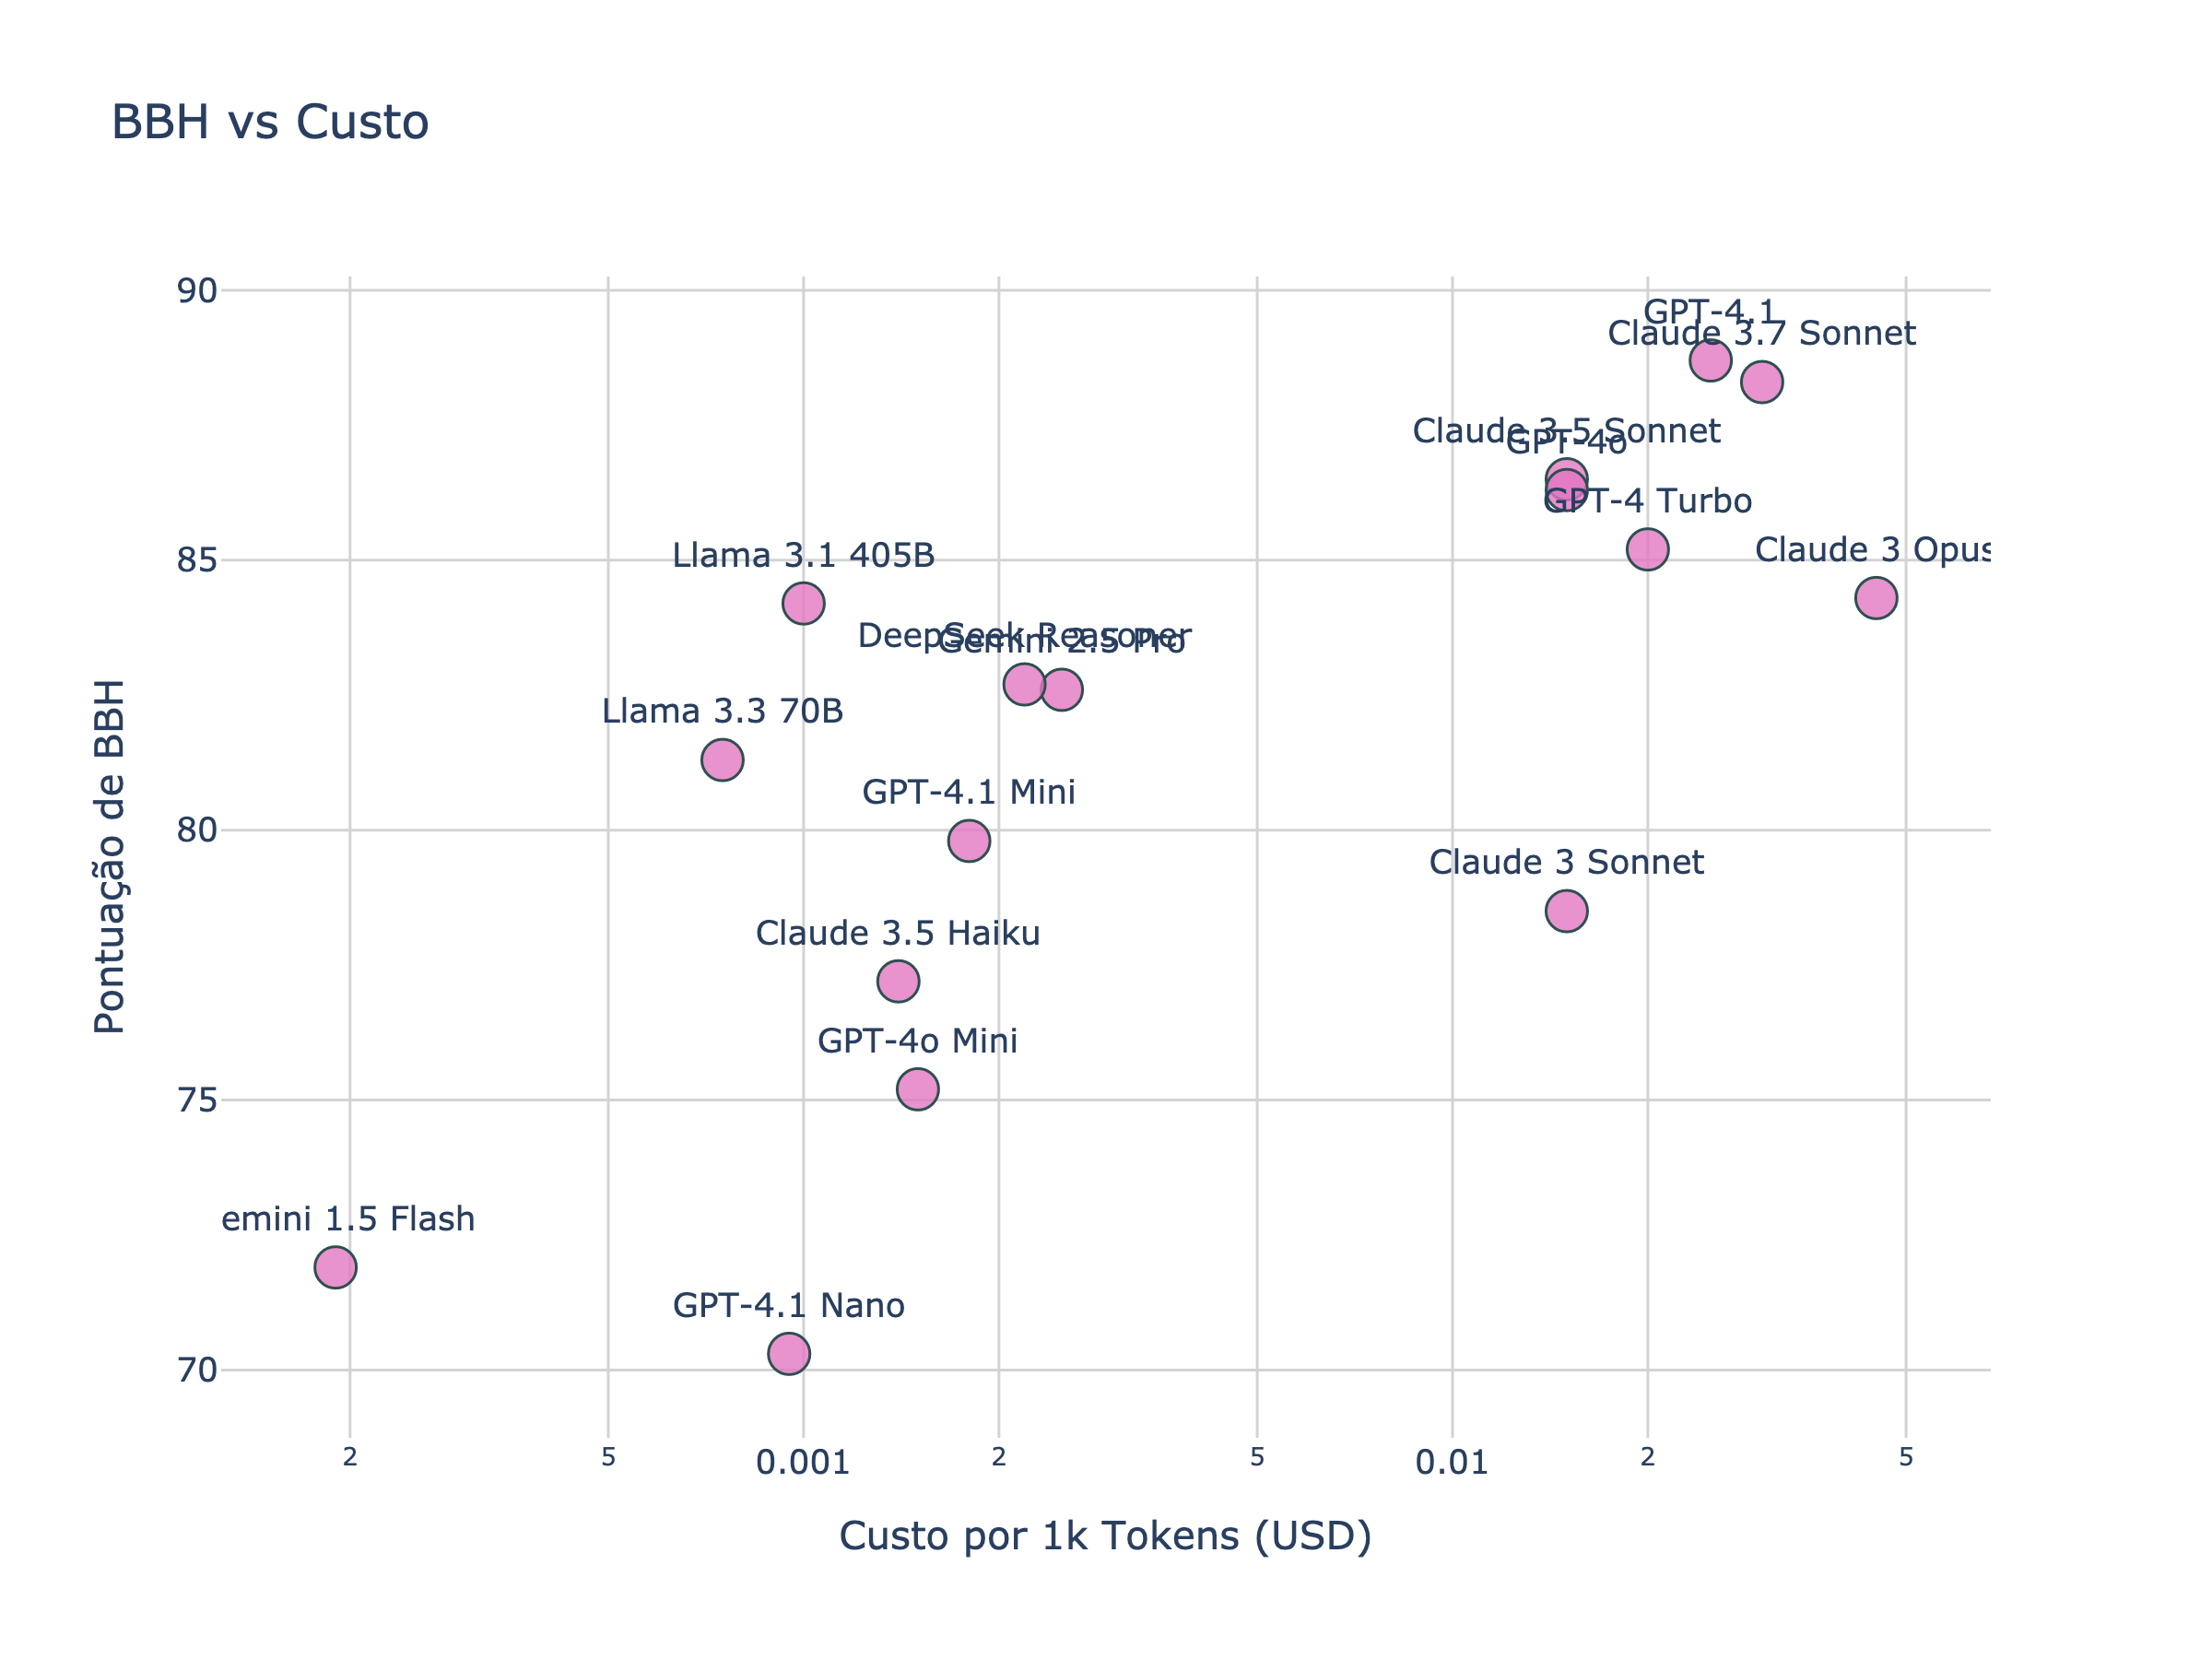 BBH vs Custo
90
GPT-4.1
Claude 3.7 Sonnet
Claude 3.5 Sonnet
GPT-4o
GPT-4 Turbo
85
Llama 3.1 405B
Claude 3 Opus
DeepSeek Reasoner
Gemini 2.5 Pro
Llama 3.3 70B
GPT-4.1 Mini
80
Claude 3 Sonnet
Claude 3.5 Haiku
GPT-4o Mini
75
emini 1.5 Flash
GPT-4.1 Nano
70
Pontuação de BBH
2 5 0.001 2 5 0.01 2 5
Custo por 1k Tokens (USD)